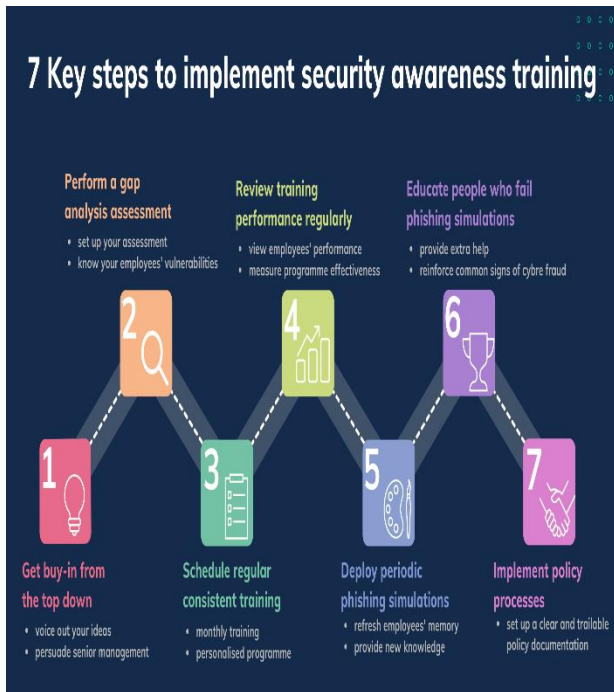 7 Key steps to implement security awareness training
1
Get buy-in from
the top down
• voice out your ideas
• persuade senior management
Perform a gap
analysis assessment
• set up your assessment
• know your employees' vulnerabilities
2
3
Schedule regular
consistent training
• monthly training
• personalised programme
Review training
performance regularly
• view employees' performance
• measure programme effectiveness
4
5
Deploy periodic
phishing simulations
• refresh employees' memory
• provide new knowledge
Educate people who fail
phishing simulations
• provide extra help
• reinforce common signs of cybre fraud
6
7
Implement policy
processes
• set up a clear and trailable
policy documentation